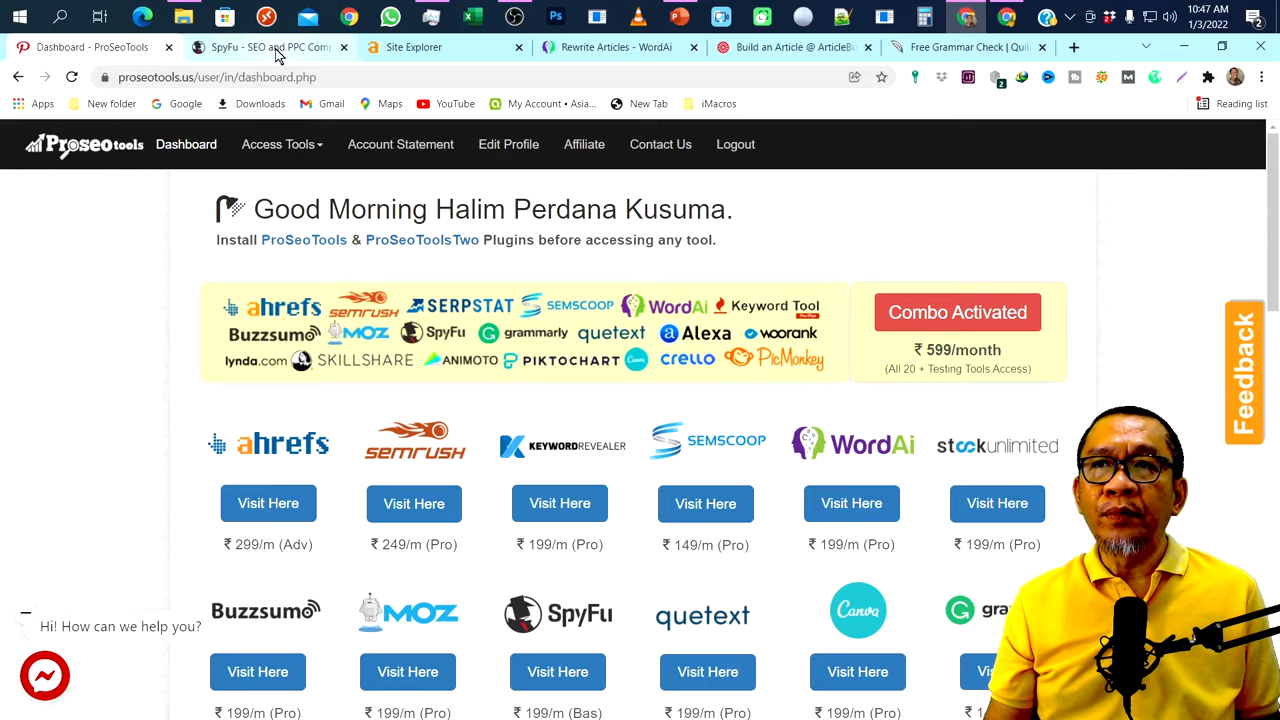 10:47 AM
1/3/2022
Dashboard - ProSeoTools
SpyFu - SEO and PPC Comp
Site Explorer
Rewrite Articles - WordAi
Build an Article @ ArticleBu
Free Grammar Check | Quil
proseotools.us/user/in/dashboard.php
Apps
New folder
Google
Downloads
Gmail
Maps
YouTube
My Account • Asia...
New Tab
iMacros
Reading list
Proseotools
Dashboard
Access Tools
Account Statement
Edit Profile
Affiliate
Contact Us
Logout
Good Morning Halim Perdana Kusuma.
Install ProSeoTools & ProSeoToolsTwo Plugins before accessing any tool.
ahrefs SEMRUSH SERPSTAT SEMSCOOP WordAi Keyword Tool
Buzzsumo MOZ SpyFu grammarly quetext Alexa woorank
lynda.com SKILLSHARE ANIMOTO PIKTOCHART Canva crello PicMonkey
Combo Activated
₹ 599/month
(All 20 + Testing Tools Access)
Feedback
ahrefs SEMRUSH KEYWORDREVEALER SEMSCOOP WordAi stockunlimited
Visit Here Visit Here Visit Here Visit Here Visit Here Visit Here
₹ 299/m (Adv) ₹ 249/m (Pro) ₹ 199/m (Pro) ₹ 149/m (Pro) ₹ 199/m (Pro) ₹ 199/m (Pro)
Buzzsumo MOZ SpyFu quetext Canva gra
Hi! How can we help you?
Visit Here Visit Here Visit Here Visit Here Visit Here Vis
₹ 199/m (Pro) ₹ 199/m (Pro) ₹ 199/m (Bas) ₹ 199/m (Pro) ₹ 199/m (Pro)